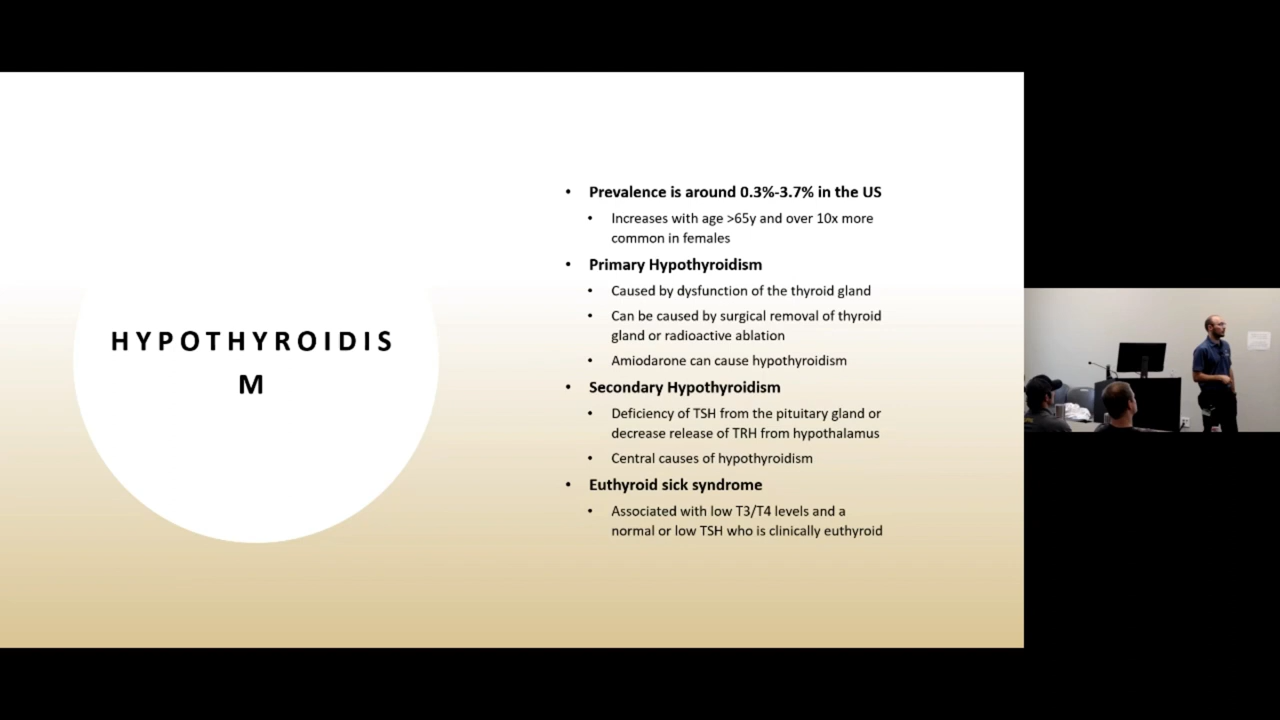 HYPOTHYROIDIS
M
• Prevalence is around 0.3%-3.7% in the US
• Increases with age >65y and over 10x more
common in females
• Primary Hypothyroidism
• Caused by dysfunction of the thyroid gland
• Can be caused by surgical removal of thyroid
gland or radioactive ablation
• Amiodarone can cause hypothyroidism
• Secondary Hypothyroidism
• Deficiency of TSH from the pituitary gland or
decrease release of TRH from hypothalamus
• Central causes of hypothyroidism
• Euthyroid sick syndrome
• Associated with low T3/T4 levels and a
normal or low TSH who is clinically euthyroid